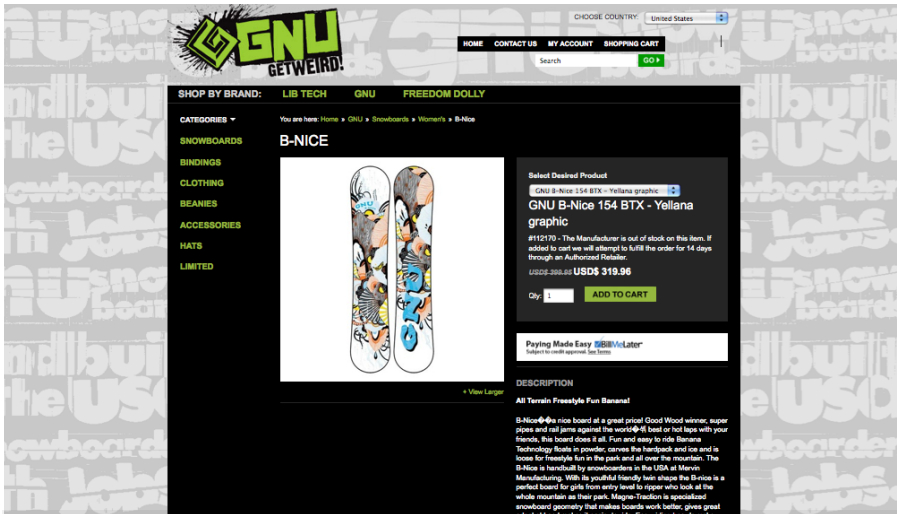 CHOOSE COUNTRY: United States
GNU
GETWEIRD!
HOME CONTACT US MY ACCOUNT SHOPPING CART
Search GO
SHOP BY BRAND: LIB TECH GNU FREEDOM DOLLY
CATEGORIES
SNOWBOARDS
BINDINGS
CLOTHING
BEANIES
ACCESSORIES
HATS
LIMITED
You are here: Home » GNU » Snowboards » Women's » B-Nice
B-NICE
GNU
GNU
+ View Larger
Select Desired Product
GNU B-Nice 154 BTX - Yellana graphic
GNU B-Nice 154 BTX - Yellana
graphic
#112170 - The Manufacturer is out of stock on this item. If
added to cart we will attempt to fulfill the order for 14 days
through an Authorized Retailer.
USD$ 399.95 USD$ 319.96
Qty: 1 ADD TO CART
Paying Made Easy BillMeLater
Subject to credit approval. See Terms.
DESCRIPTION
All Terrain Freestyle Fun Banana!
B-Nice��a nice board at a great price! Good Wood winner, super
pipes and rail jams against the world� best or hot laps with your
friends, this board does it all. Fun and easy to ride Banana
Technology floats in powder, carves the hardpack and ice and is
loose for freestyle fun in the park and all over the mountain. The
B-Nice is handbuilt by snowboarders in the USA at Mervin
Manufacturing. With its youthful friendly twin shape the B-nice is a
perfect board for girls from entry level to ripper who look at the
whole mountain as their park. Magne-Traction is specialized
snowboard geometry that makes boards work better, gives great